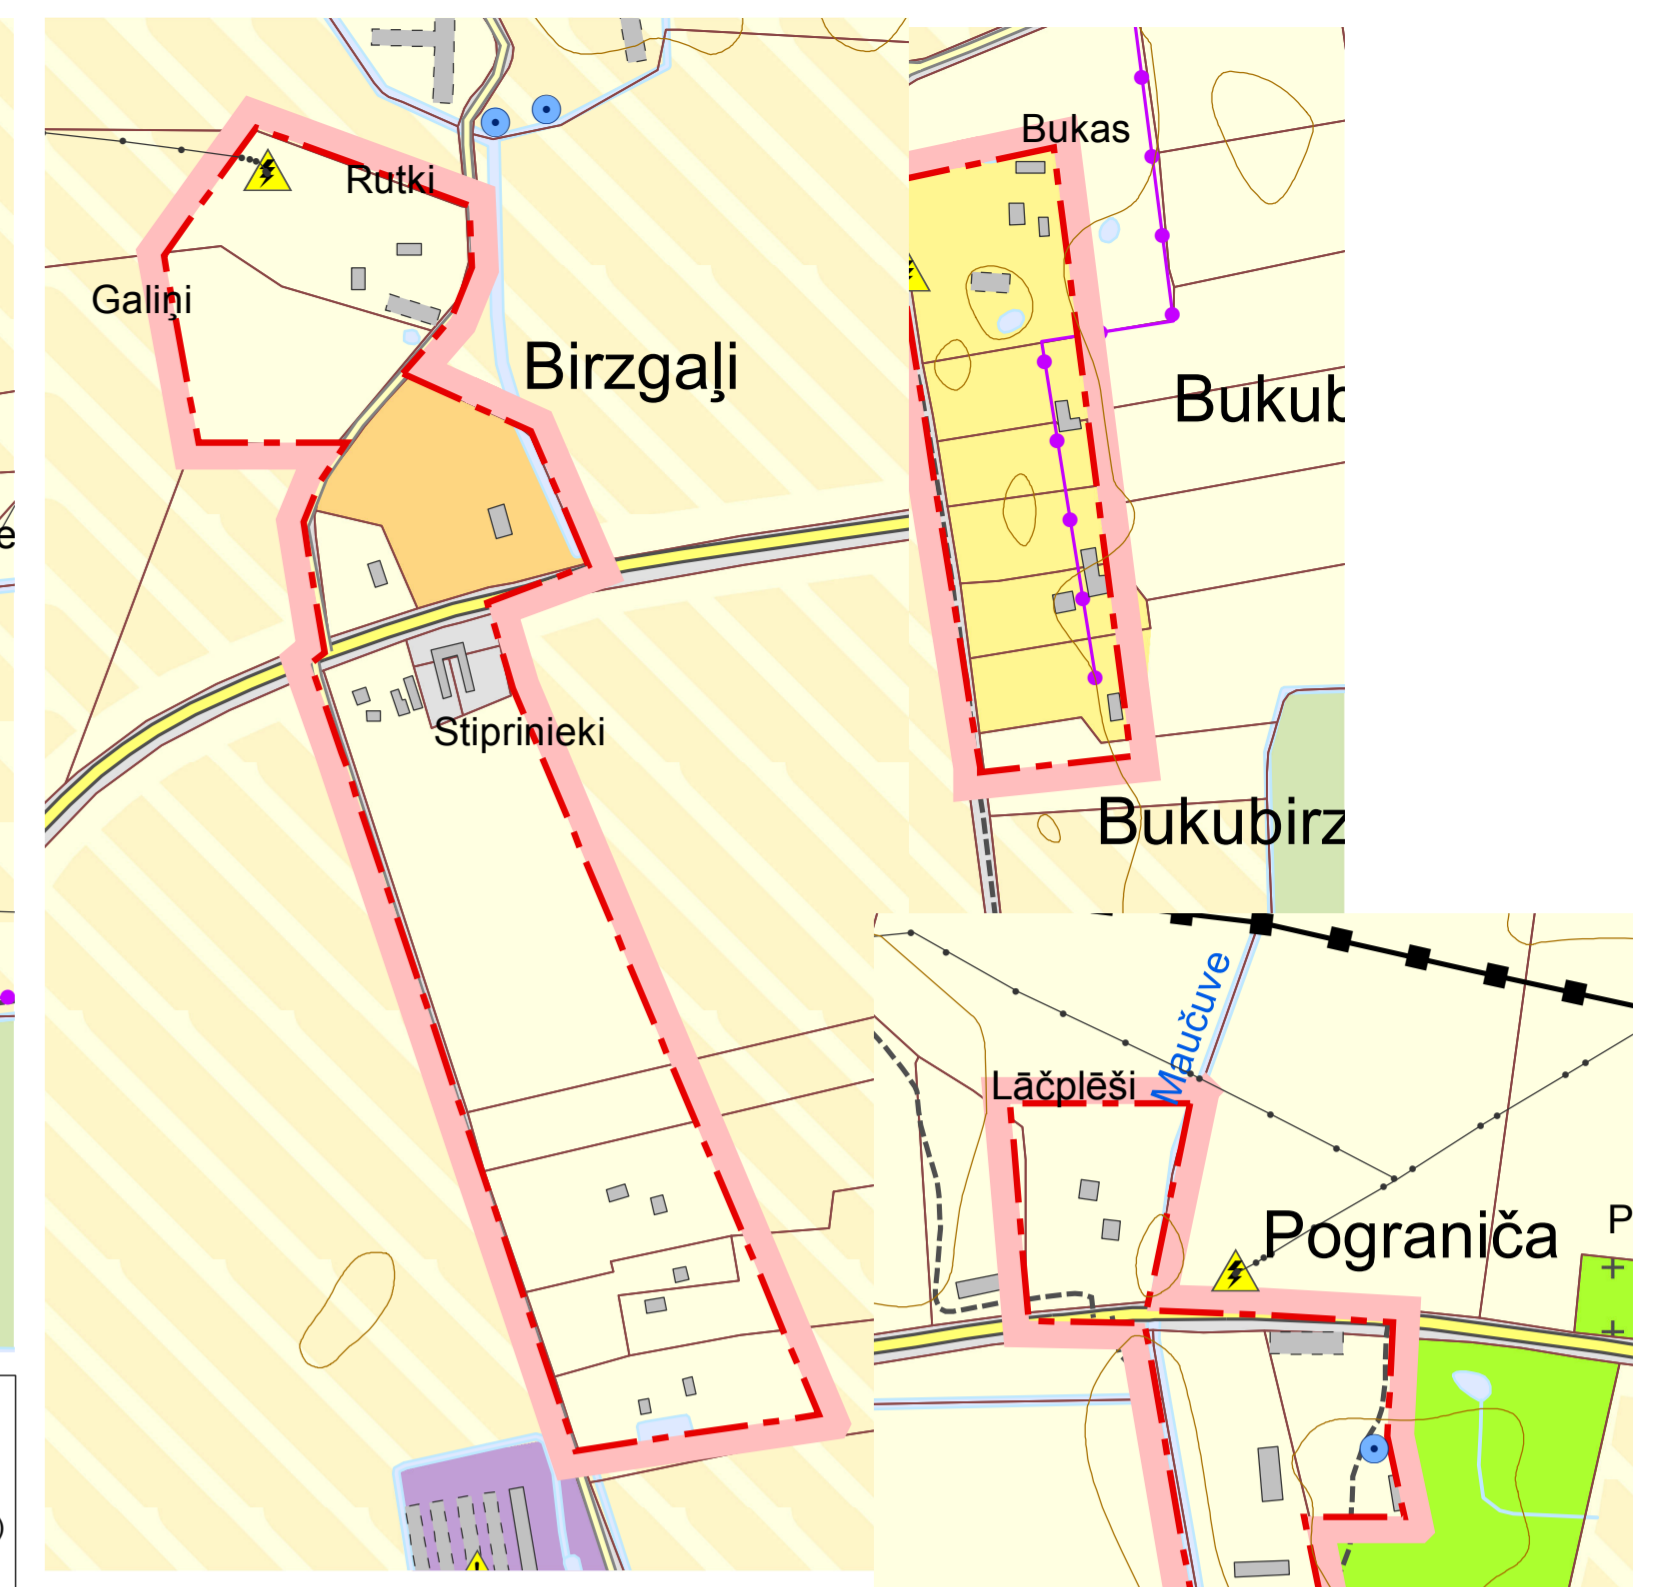 Rutki
Galiņi
Birzgaļi
Stiprinieki
Bukas
Bukub
Bukubirz
Maučuve
Lāčplēši
Pograniča
P
e
)